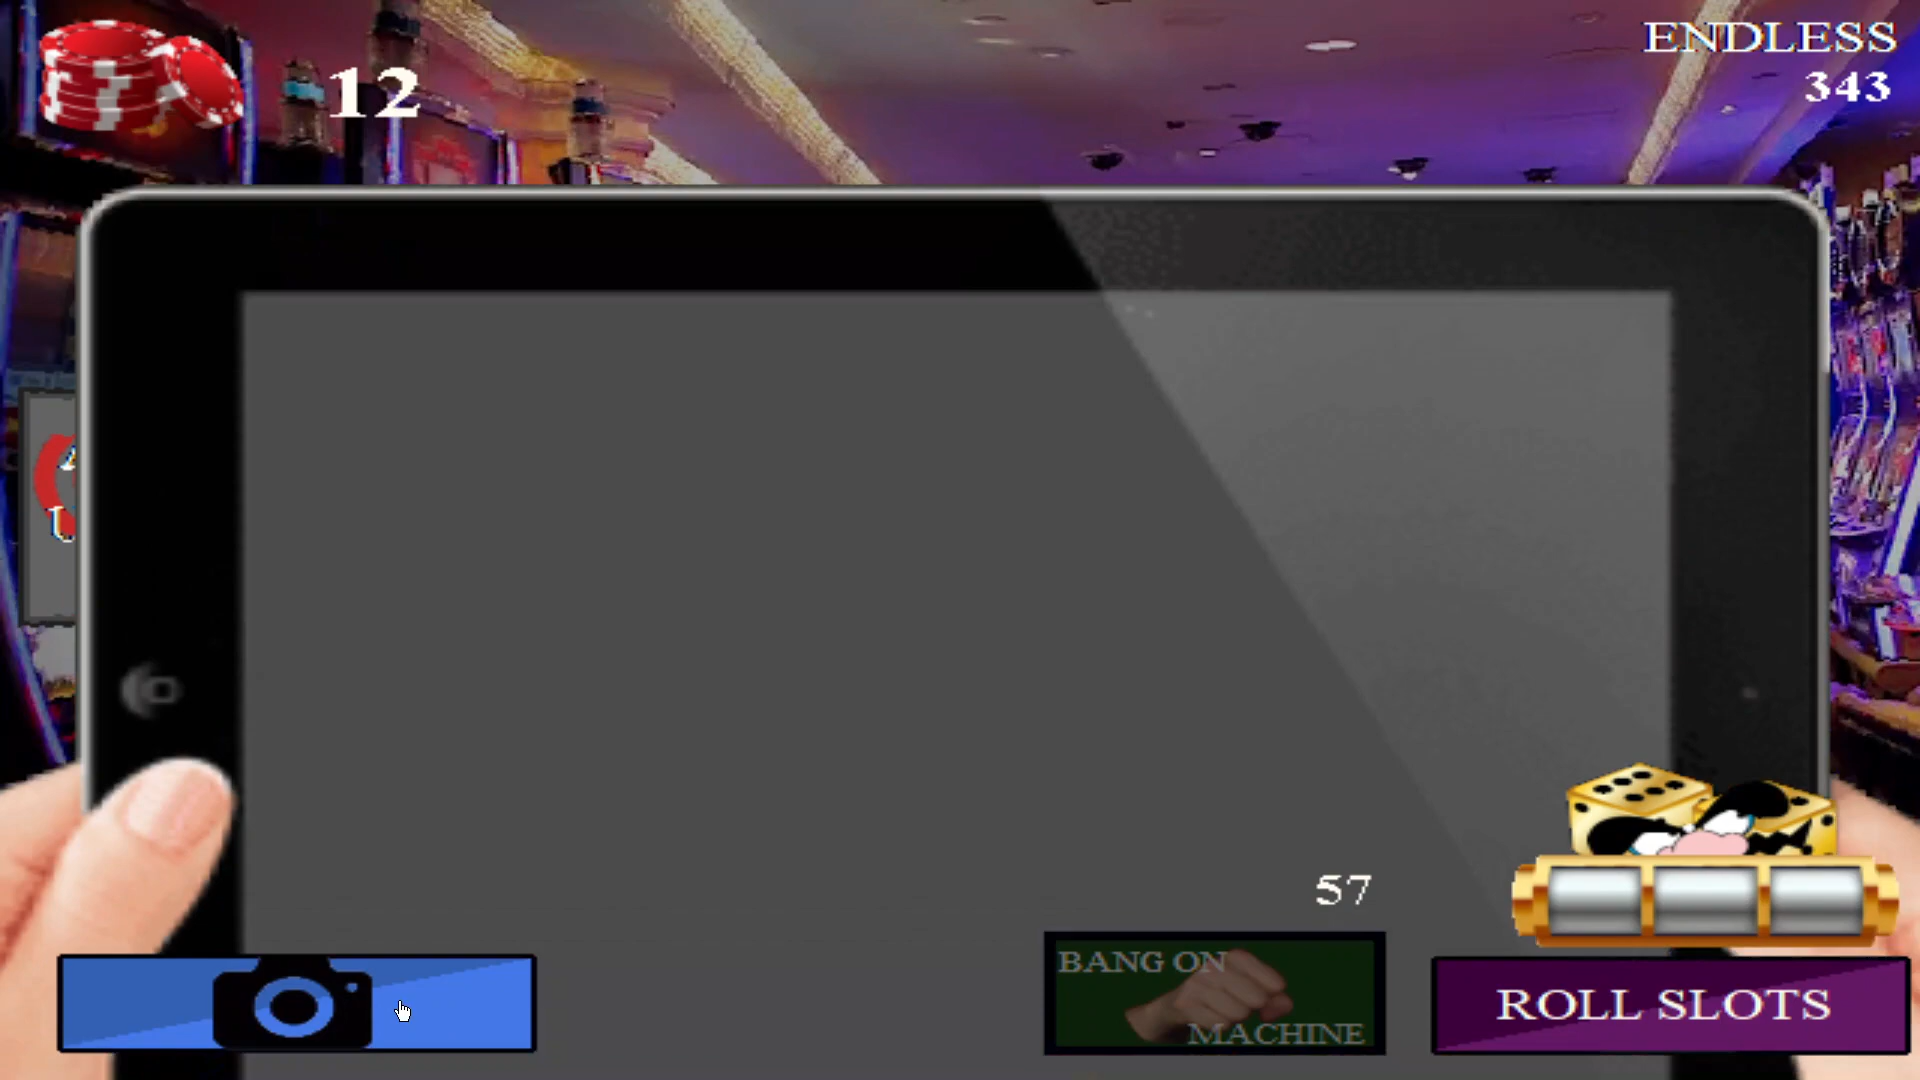 12
ENDLESS
343
57
BANG ON
MACHINE
ROLL SLOTS